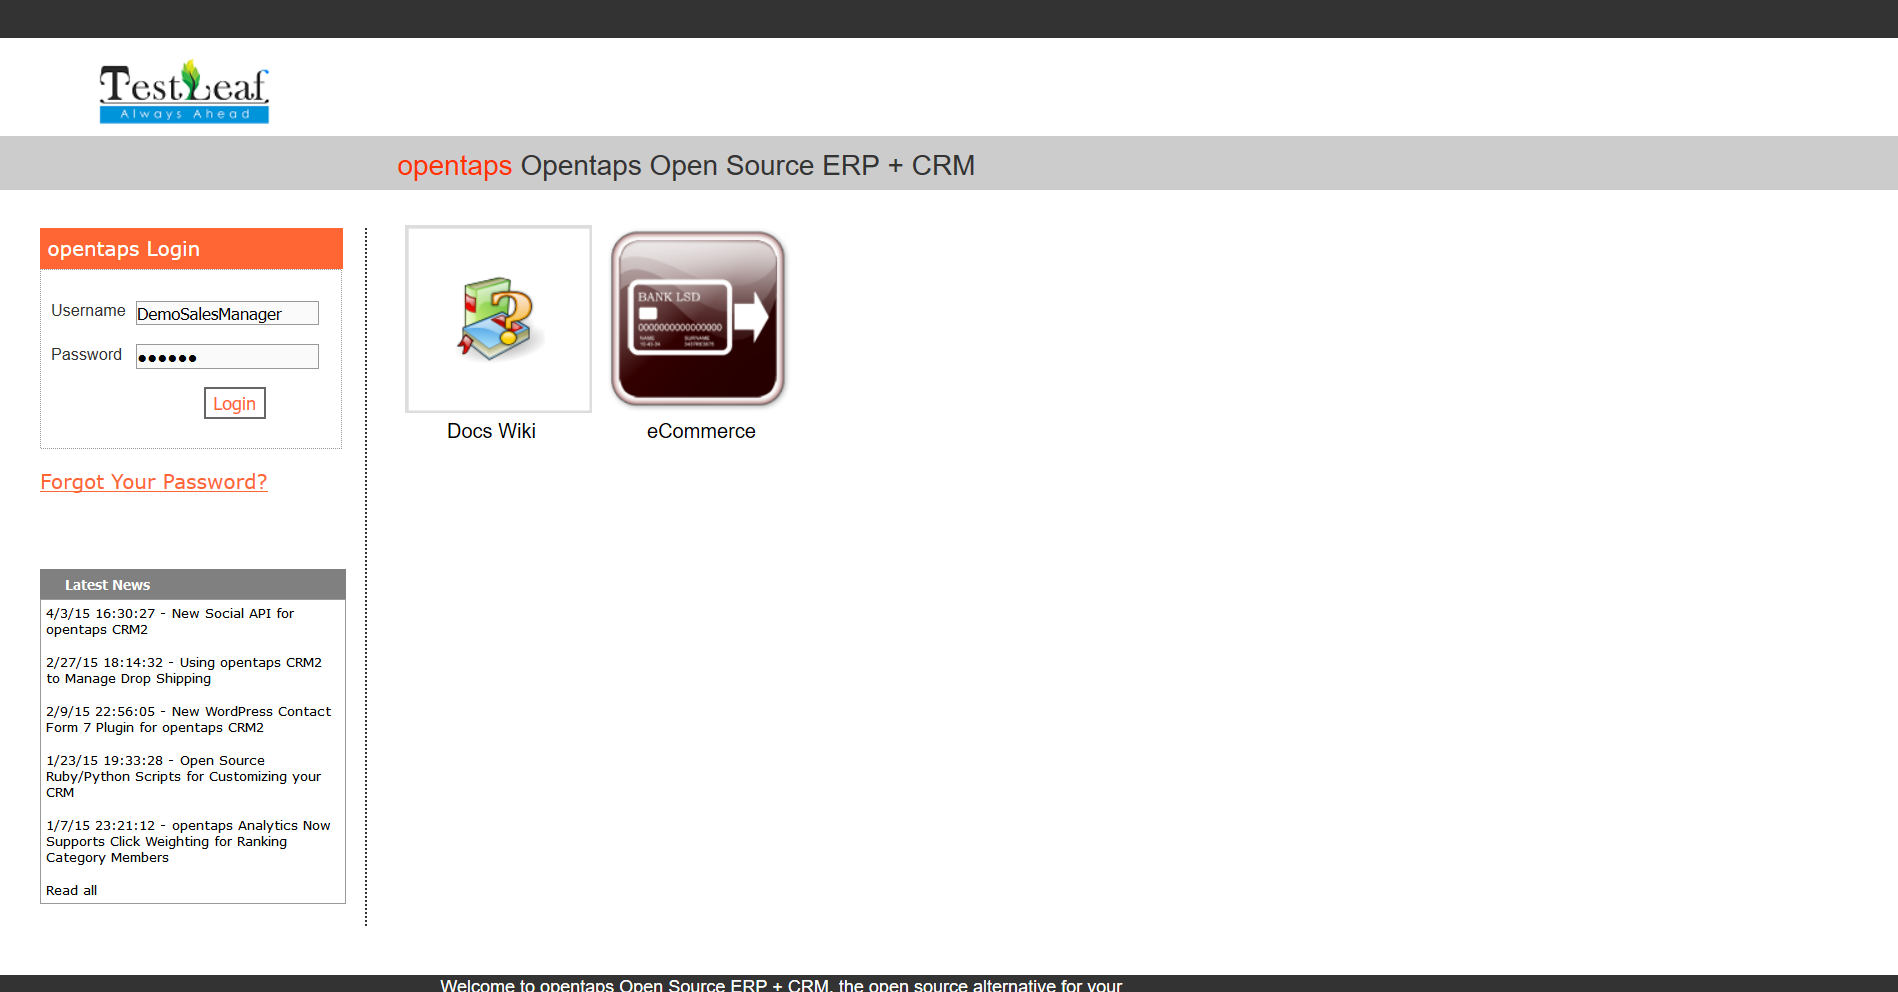 TestLeaf
Always Ahead
opentaps Opentaps Open Source ERP + CRM
opentaps Login
Username DemoSalesManager
Password ●●●●●●
Login
Forgot Your Password?
Latest News
4/3/15 16:30:27 - New Social API for
opentaps CRM2
2/27/15 18:14:32 - Using opentaps CRM2
to Manage Drop Shipping
2/9/15 22:56:05 - New WordPress Contact
Form 7 Plugin for opentaps CRM2
1/23/15 19:33:28 - Open Source
Ruby/Python Scripts for Customizing your
CRM
1/7/15 23:21:12 - opentaps Analytics Now
Supports Click Weighting for Ranking
Category Members
Read all
BANK LSD
0000000000000000
NAME SURNAME
Docs Wiki
eCommerce
Welcome to opentaps Open Source ERP + CRM, the open source alternative for your